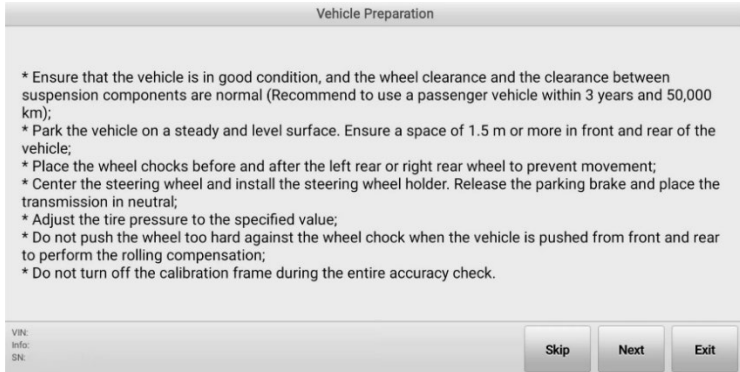 Vehicle Preparation
* Ensure that the vehicle is in good condition, and the wheel clearance and the clearance between
suspension components are normal (Recommend to use a passenger vehicle within 3 years and 50,000
km);
* Park the vehicle on a steady and level surface. Ensure a space of 1.5 m or more in front and rear of the
vehicle;
* Place the wheel chocks before and after the left rear or right rear wheel to prevent movement;
* Center the steering wheel and install the steering wheel holder. Release the parking brake and place the
transmission in neutral;
* Adjust the tire pressure to the specified value;
* Do not push the wheel too hard against the wheel chock when the vehicle is pushed from front and rear
to perform the rolling compensation;
* Do not turn off the calibration frame during the entire accuracy check.
VIN:
Info:
SN:
Skip Next Exit